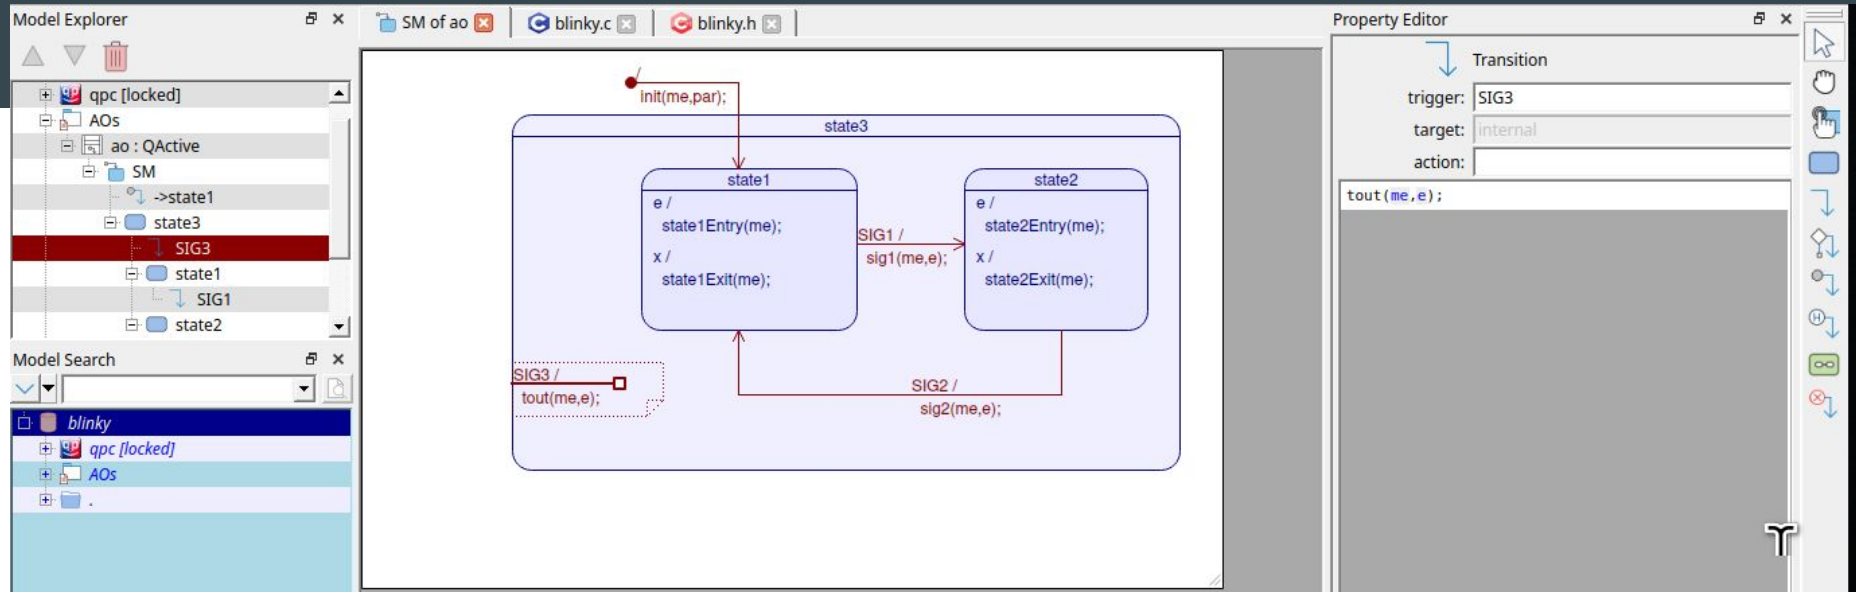 Model Explorer
qpc [locked]
AOs
ao : QActive
SM
->state1
state3
SIG3
state1
SIG1
state2
Model Search
blinky
qpc [locked]
AOs
.
SM of ao
blinky.c
blinky.h
/
init(me,par);
state3
state1
e /
state1Entry(me);
x /
state1Exit(me);
SIG1 /
sig1(me,e);
state2
e /
state2Entry(me);
x /
state2Exit(me);
SIG3 /
tout(me,e);
SIG2 /
sig2(me,e);
Property Editor
Transition
trigger: SIG3
target: internal
action:
tout(me,e);
H